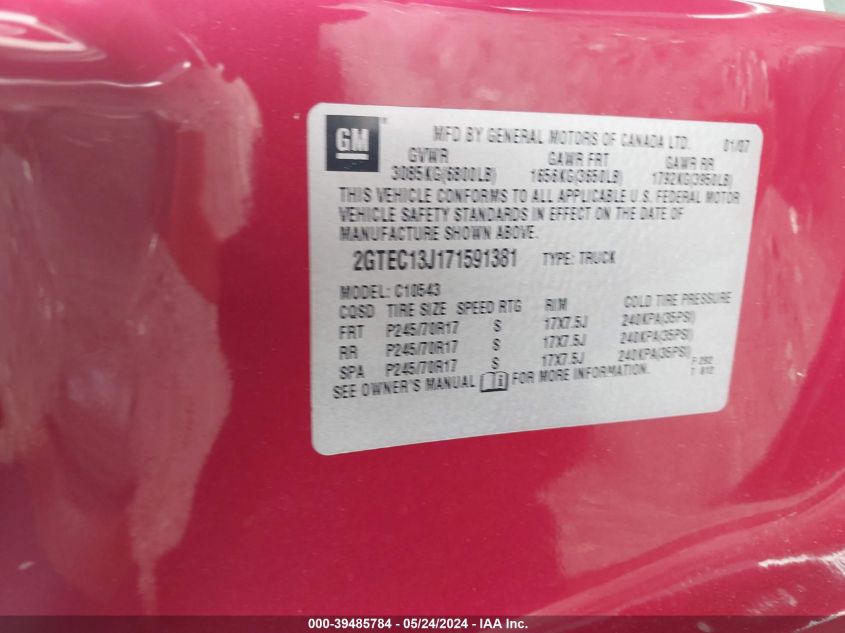 GM
MFD BY GENERAL MOTORS OF CANADA LTD. 01/07
GVWR GAWR FRT GAWR RR
3085KG(6800LB) 1656KG(3650LB) 1792KG(3950LB)
THIS VEHICLE CONFORMS TO ALL APPLICABLE U.S. FEDERAL MOTOR
VEHICLE SAFETY STANDARDS IN EFFECT ON THE DATE OF
MANUFACTURE SHOWN ABOVE.
2GTEC13J171591381 TYPE: TRUCK
MODEL: C10543
CQSD TIRE SIZE SPEED RTG RIM COLD TIRE PRESSURE
FRT P245/70R17 S 17X7.5J 240KPA(35PSI)
RR P245/70R17 S 17X7.5J 240KPA(35PSI)
SPA P245/70R17 S 17X7.5J 240KPA(35PSI)
F 292
T 812
SEE OWNER'S MANUAL FOR MORE INFORMATION.
000-39485784 - 05/24/2024 - IAA Inc.